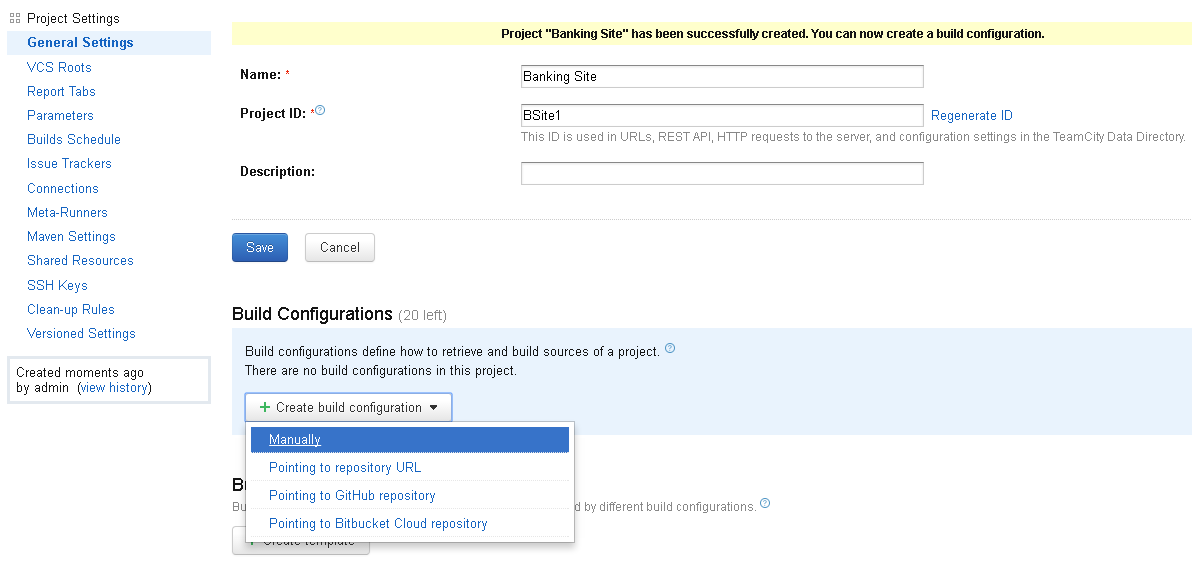 Project Settings
General Settings
VCS Roots
Report Tabs
Parameters
Builds Schedule
Issue Trackers
Connections
Meta-Runners
Maven Settings
Shared Resources
SSH Keys
Clean-up Rules
Versioned Settings
Created moments ago
by admin (view history)
Project "Banking Site" has been successfully created. You can now create a build configuration.
Name: * Banking Site
Project ID: * BSite1 Regenerate ID
This ID is used in URLs, REST API, HTTP requests to the server, and configuration settings in the TeamCity Data Directory.
Description:
Save Cancel
Build Configurations (20 left)
Build configurations define how to retrieve and build sources of a project.
There are no build configurations in this project.
+ Create build configuration
Manually
Pointing to repository URL
Pointing to GitHub repository
Pointing to Bitbucket Cloud repository
by different build configurations.
Create template